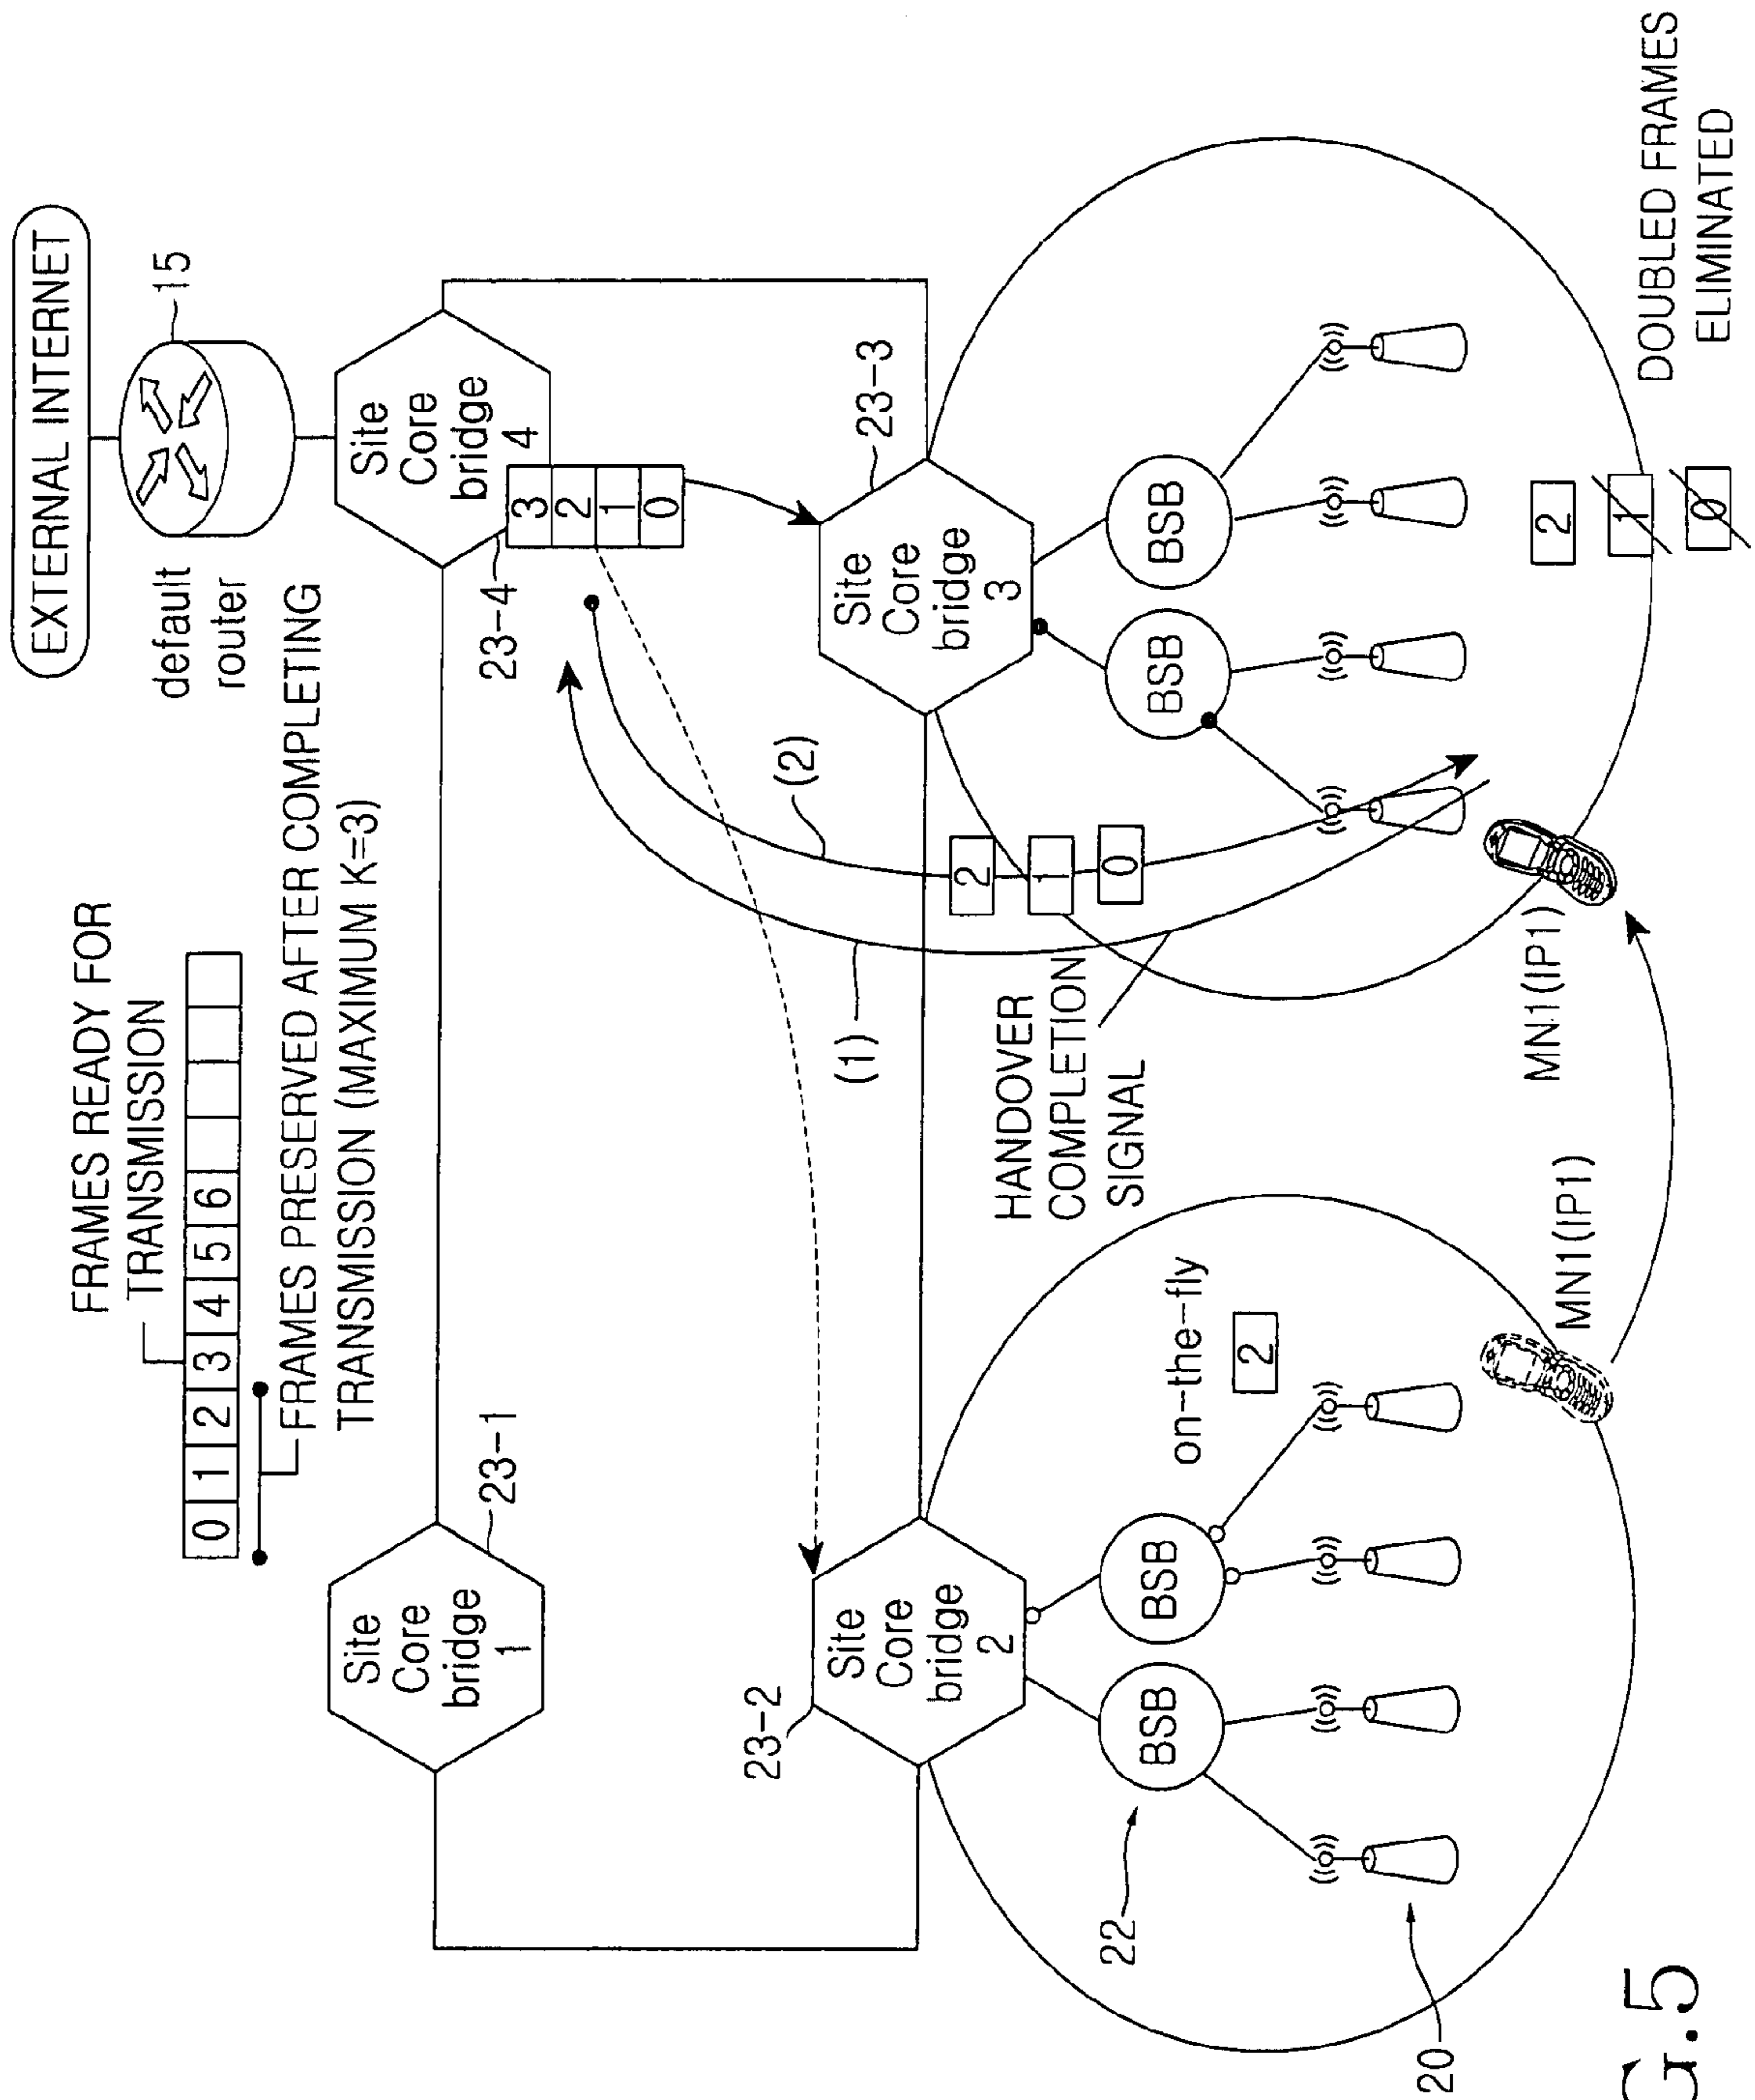 EXTERNAL INTERNET
15
default
router
FRAMES READY FOR
TRANSMISSION
0 1 2 3 4 5 6
FRAMES PRESERVED AFTER COMPLETING
TRANSMISSION (MAXIMUM K=3)
Site
Core
bridge
1
23-1
Site
Core
bridge
4
23-4
3
2
1
0
23-2
Site
Core
bridge
2
Site
Core
bridge
3
23-3
(1)
(2)
2
1
0
HANDOVER
COMPLETION
SIGNAL
22
BSB
BSB
BSB
BSB
on-the-fly
2
20
MN1(IP1)
MN1(IP1)
2
1
0
DOUBLED FRAMES
ELIMINATED
G.5